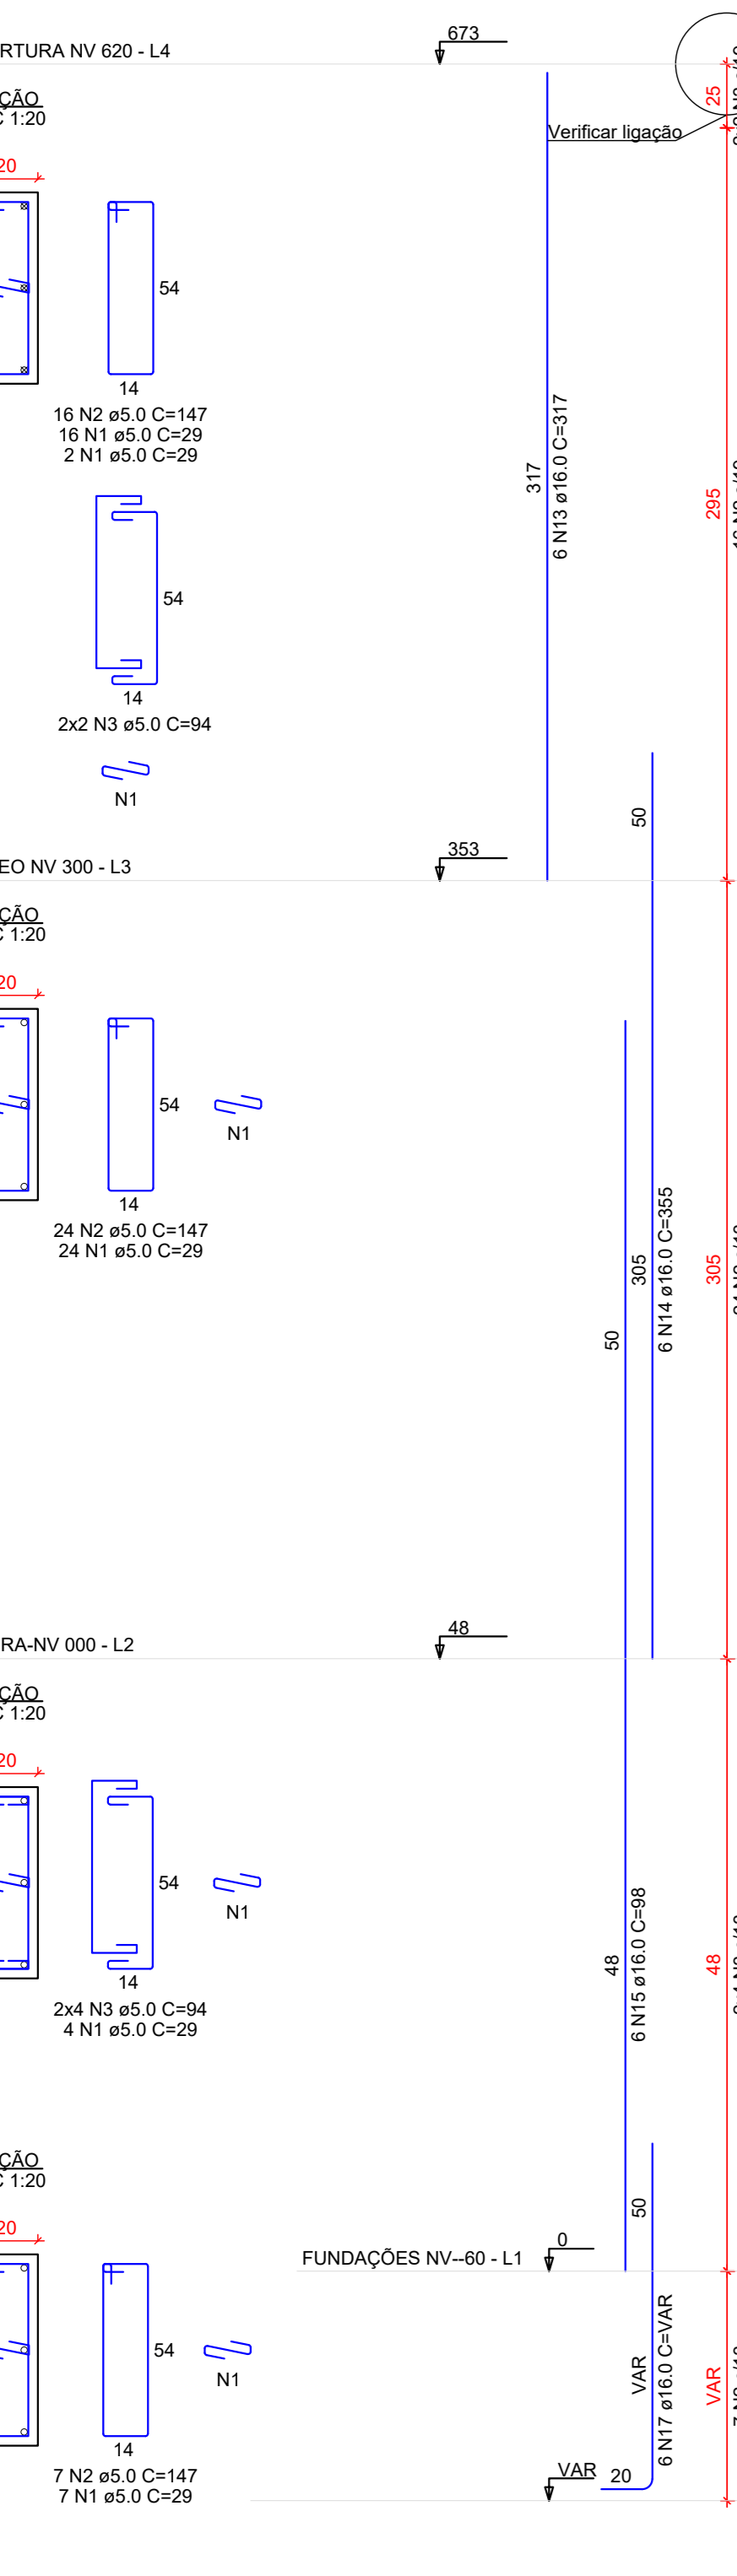 RTURA NV 620 - L4
673
ÇÃO
1:20
20
25
Verificar ligação
54
14
16 N2 ø5.0 C=147
16 N1 ø5.0 C=29
2 N1 ø5.0 C=29
317
6 N13 ø16.0 C=317
295
54
14
2x2 N3 ø5.0 C=94
N1
50
EO NV 300 - L3
353
ÇÃO
1:20
20
54
N1
14
24 N2 ø5.0 C=147
24 N1 ø5.0 C=29
50
305
6 N14 ø16.0 C=355
305
RA-NV 000 - L2
48
ÇÃO
1:20
20
54
N1
14
2x4 N3 ø5.0 C=94
4 N1 ø5.0 C=29
48
6 N15 ø16.0 C=98
48
ÇÃO
1:20
20
50
FUNDAÇÕES NV--60 - L1
0
54
N1
14
7 N2 ø5.0 C=147
7 N1 ø5.0 C=29
VAR
6 N17 ø16.0 C=VAR
VAR
VAR
20